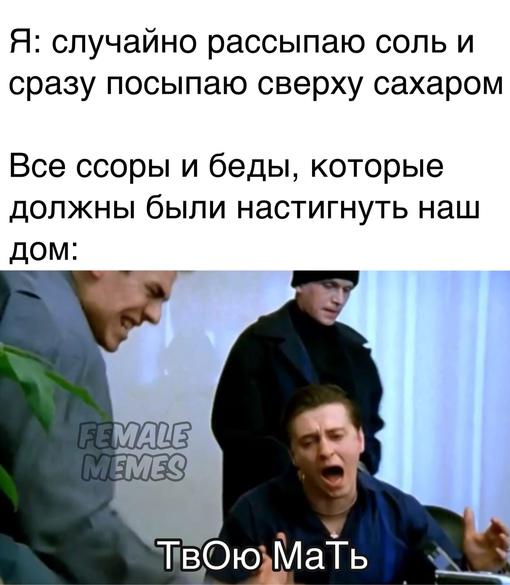 Я: случайно рассыпаю соль и
сразу посыпаю сверху сахаром
Все ссоры и беды, которые
должны были настигнуть наш
дом:
FEMALE
MEMES
ТвОю МаТь